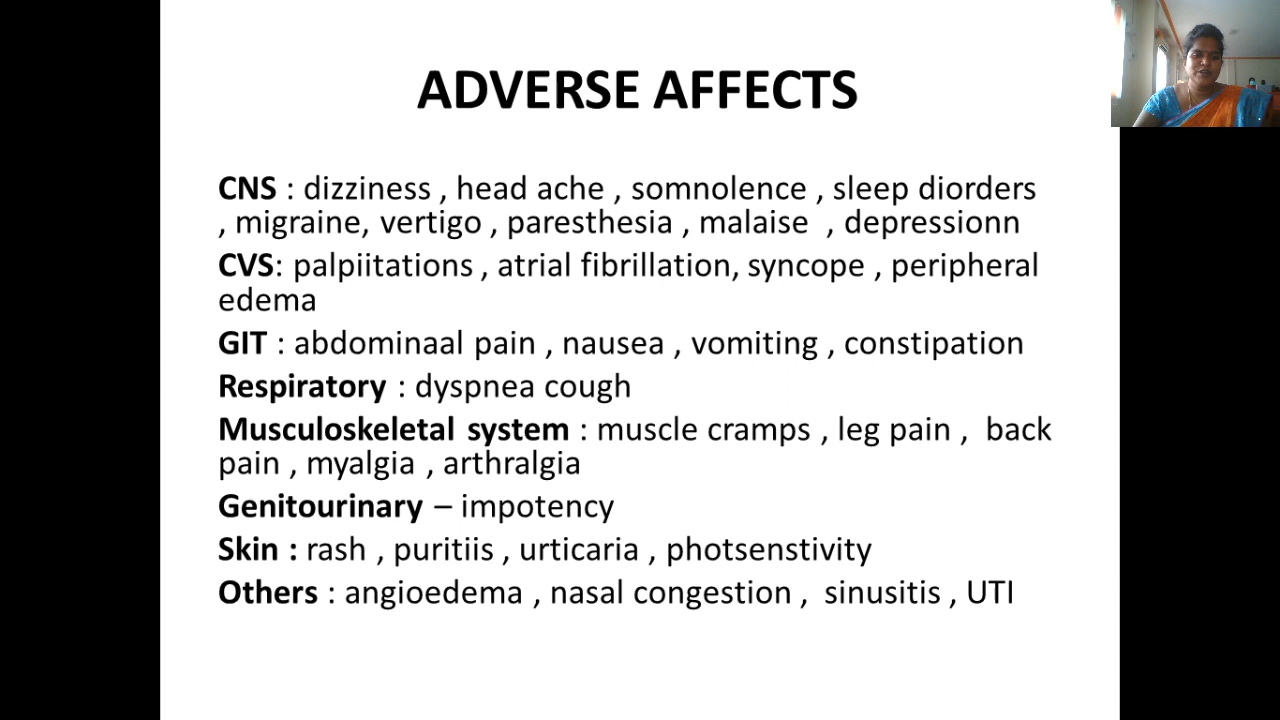 ADVERSE AFFECTS
CNS : dizziness , head ache , somnolence , sleep diorders
, migraine, vertigo , paresthesia , malaise , depressionn
CVS: palpiitations , atrial fibrillation, syncope , peripheral
edema
GIT : abdominaal pain , nausea , vomiting , constipation
Respiratory : dyspnea cough
Musculoskeletal system : muscle cramps , leg pain , back
pain , myalgia , arthralgia
Genitourinary – impotency
Skin : rash , puritiis , urticaria , photsenstivity
Others : angioedema , nasal congestion , sinusitis , UTI